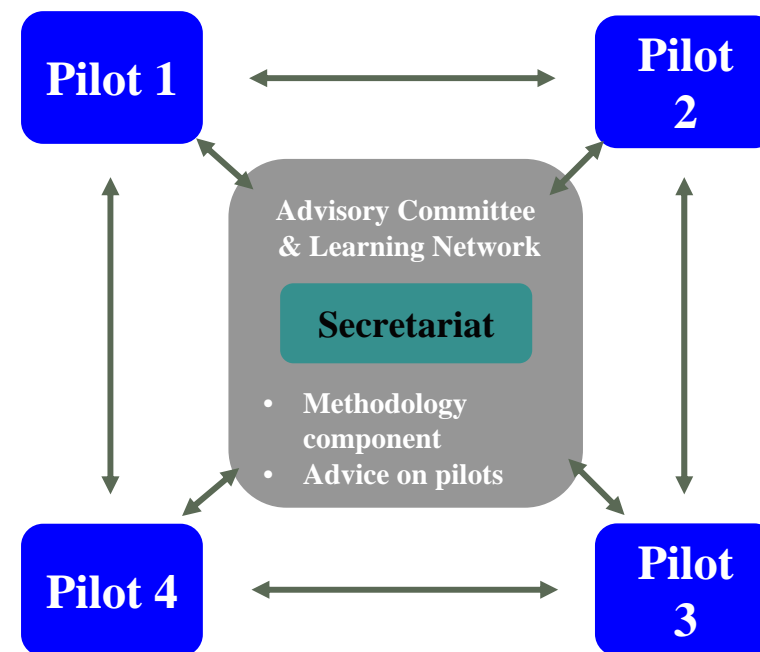 Pilot 1
Pilot
2
Advisory Committee
& Learning Network
Secretariat
• Methodology
component
• Advice on pilots
Pilot 4
Pilot
3